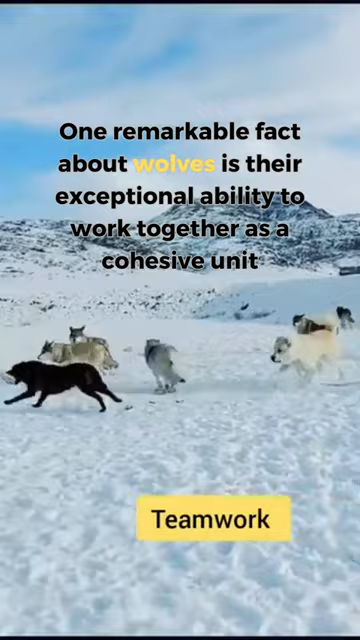 One remarkable fact
about wolves is their
exceptional ability to
work together as a
cohesive unit
Teamwork